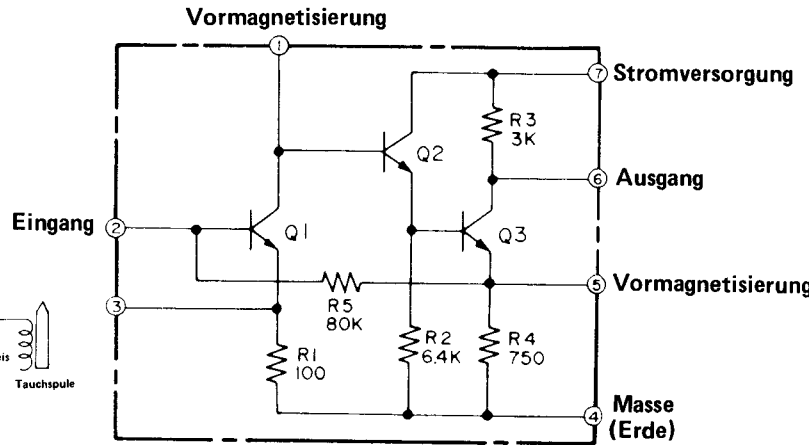 Vormagnetisierung
1
7 Stromversorgung
R3
3K
Q2
6 Ausgang
Eingang 2
Q1
Q3
5 Vormagnetisierung
3
R5
80K
R1
100
R2
6.4K
R4
750
eis
Tauchspule
4 Masse
(Erde)